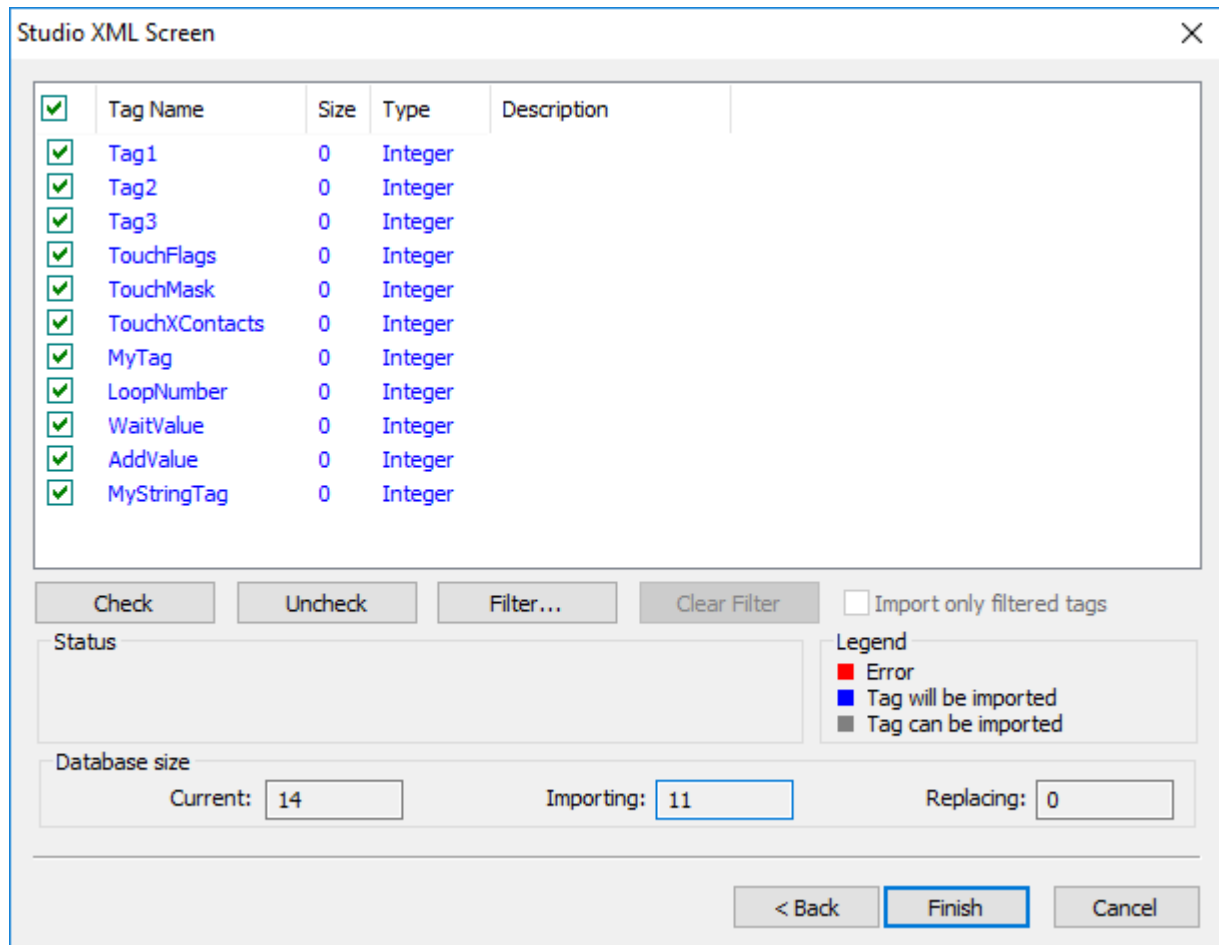 Studio XML Screen
Tag Name Size Type Description
Tag1 0 Integer
Tag2 0 Integer
Tag3 0 Integer
TouchFlags 0 Integer
TouchMask 0 Integer
TouchXContacts 0 Integer
MyTag 0 Integer
LoopNumber 0 Integer
WaitValue 0 Integer
AddValue 0 Integer
MyStringTag 0 Integer
Check Uncheck Filter... Clear Filter Import only filtered tags
Status Legend
Error
Tag will be imported
Tag can be imported
Database size
Current: 14 Importing: 11 Replacing: 0
< Back Finish Cancel